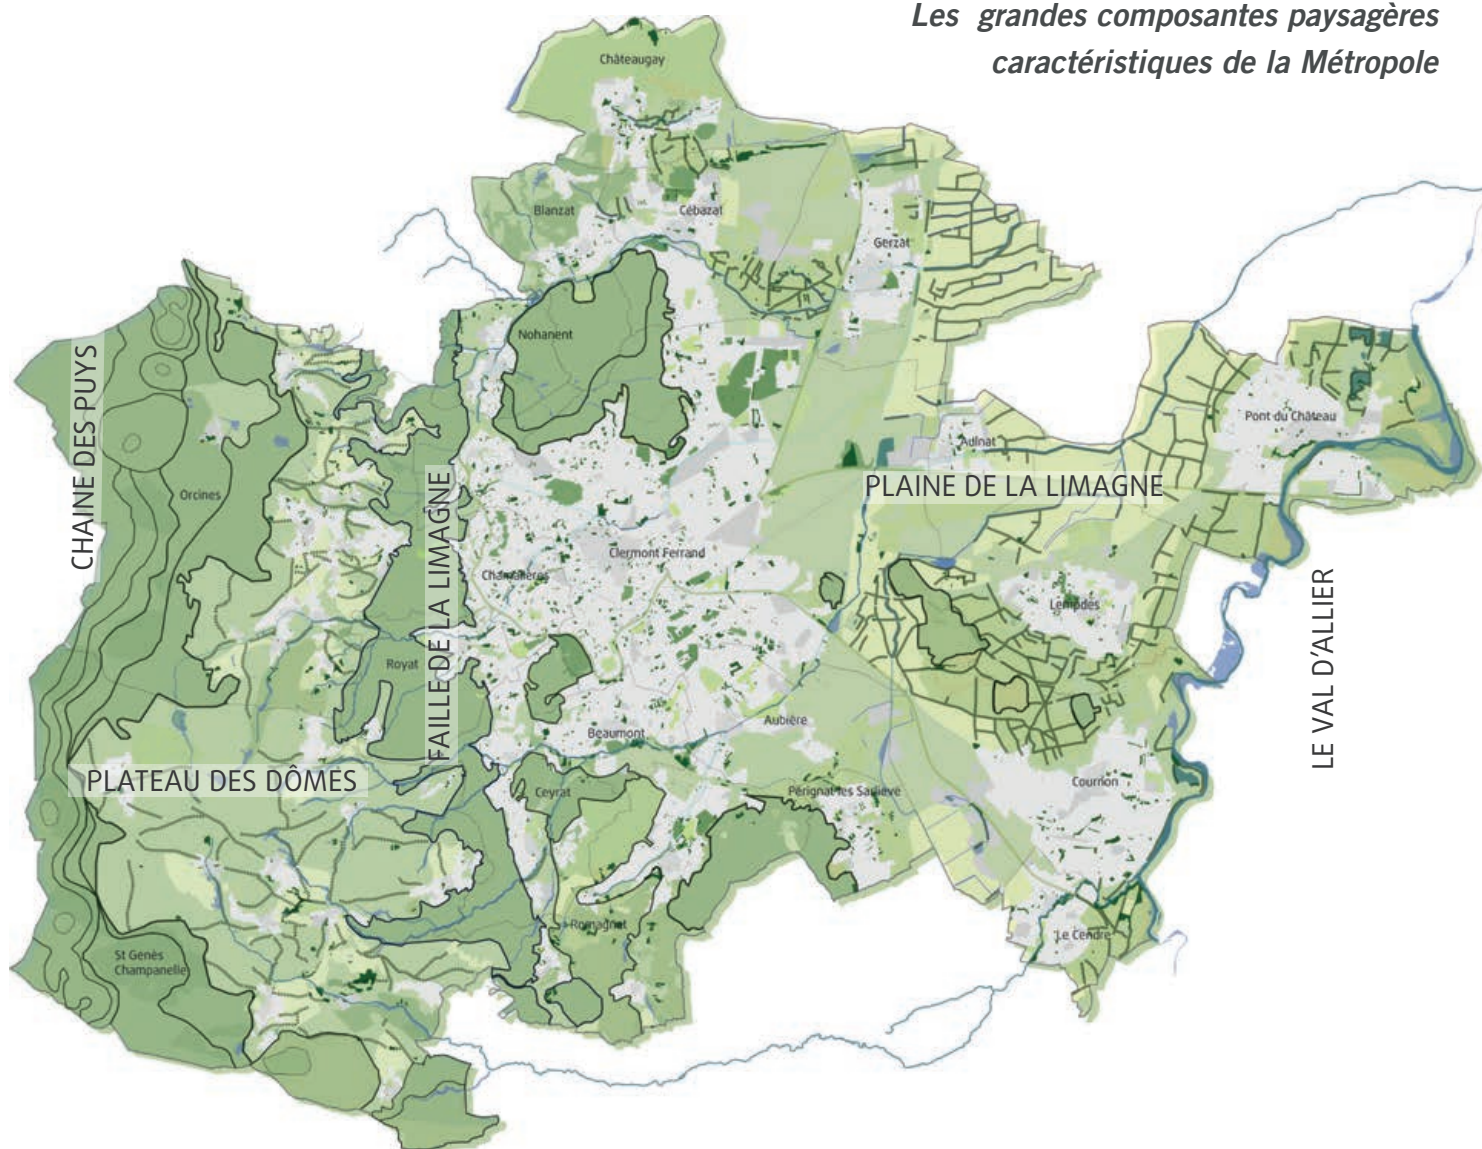 Les grandes composantes paysagères
caractéristiques de la Métropole
Châteaugay
Blanzat
Cébazat
Gerzat
Nohanent
CHAINE DES PUYS
Pont du Château
Aulnat
Orcines
FAILLE DE LA LIMAGNE
PLAINE DE LA LIMAGNE
Clermont Ferrand
Chamalières
Lempdes
LE VAL D'ALLIER
Royat
Aubière
Beaumont
PLATEAU DES DÔMES
Ceyrat
Pérignat les Sarliève
Cournon
Romagnat
Le Cendre
St Genès
Champanelle